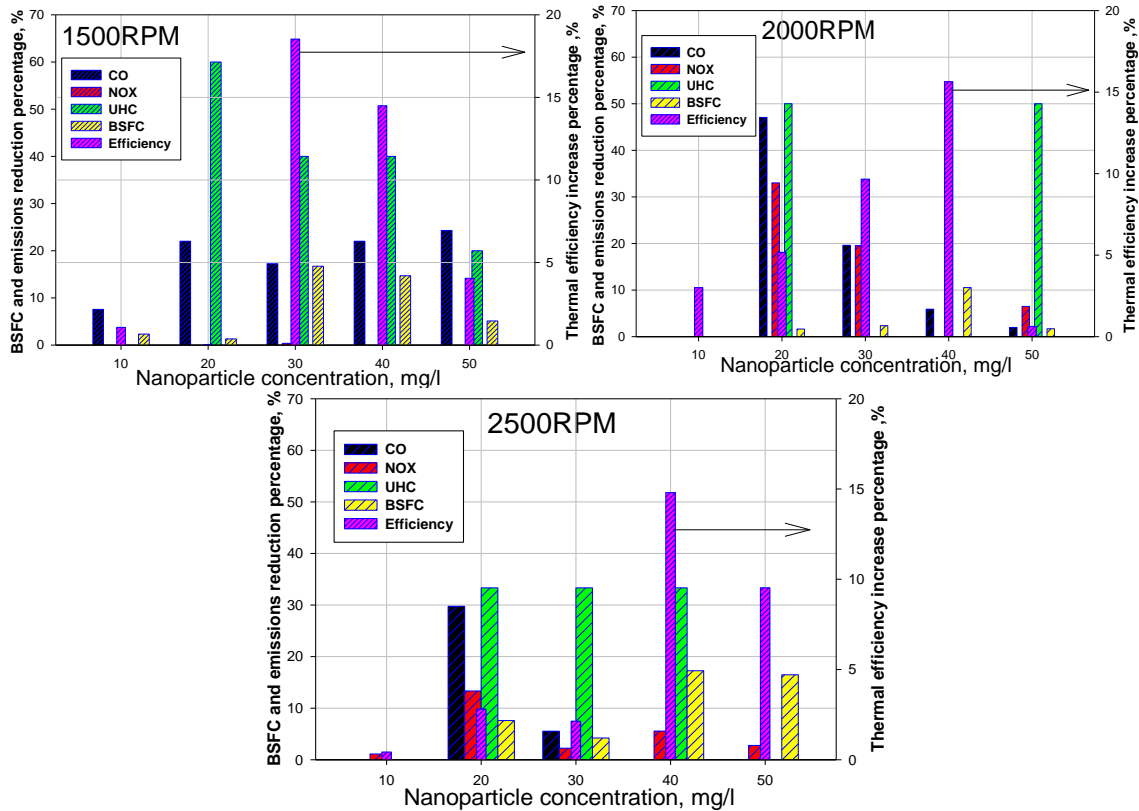 1500RPM
BSFC and emissions reduction percentage, %
70
60
50
40
30
20
10
0
CO
NOX
UHC
BSFC
Efficiency
20
15
10
5
0
Thermal efficiency increase percentage ,%
10 20 30 40 50
Nanoparticle concentration, mg/l
2000RPM
BSFC and emissions reduction percentage, %
70
60
50
40
30
20
10
0
CO
NOX
UHC
BSFC
Efficiency
20
15
10
5
0
Thermal efficiency increase percentage ,%
10 20 30 40 50
Nanoparticle concentration, mg/l
2500RPM
BSFC and emissions reduction percentage, %
70
60
50
40
30
20
10
0
CO
NOX
UHC
BSFC
Efficiency
20
15
10
5
0
Thermal efficiency increase percentage ,%
10 20 30 40 50
Nanoparticle concentration, mg/l